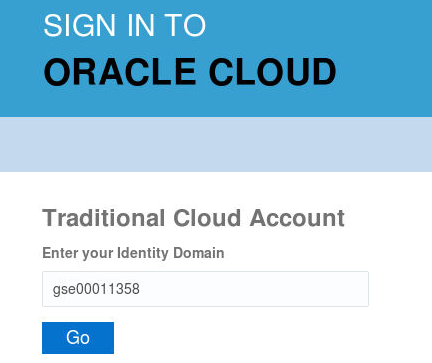 SIGN IN TO
ORACLE CLOUD
Traditional Cloud Account
Enter your Identity Domain
gse00011358
Go